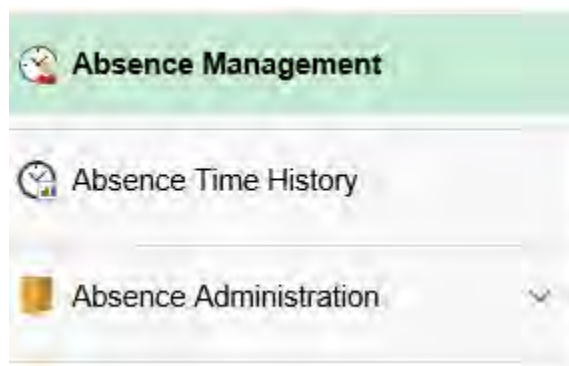 Absence Management
Absence Time History
Absence Administration